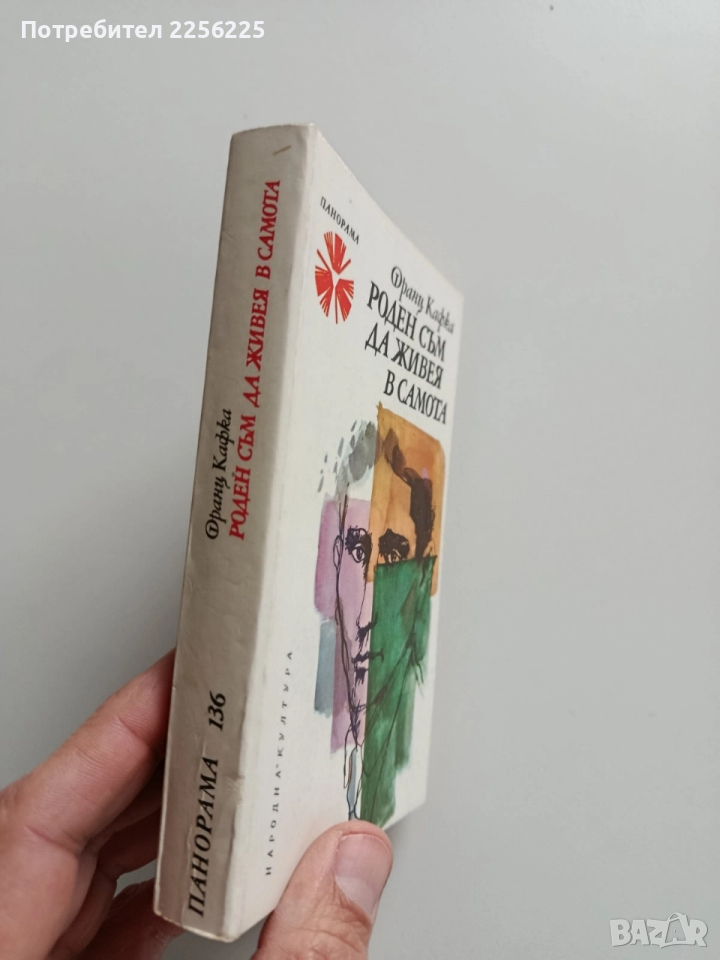 Потребител 2256225
ПАНОРАМА
Франц Кафка
РОДЕН СЪМ
ДА ЖИВЕЯ
В САМОТА
НАРОДНА КУЛТУРА
Франц Кафка
РОДЕН СЪМ ДА ЖИВЕЯ В САМОТА
ПАНОРАМА 136
BAZAR